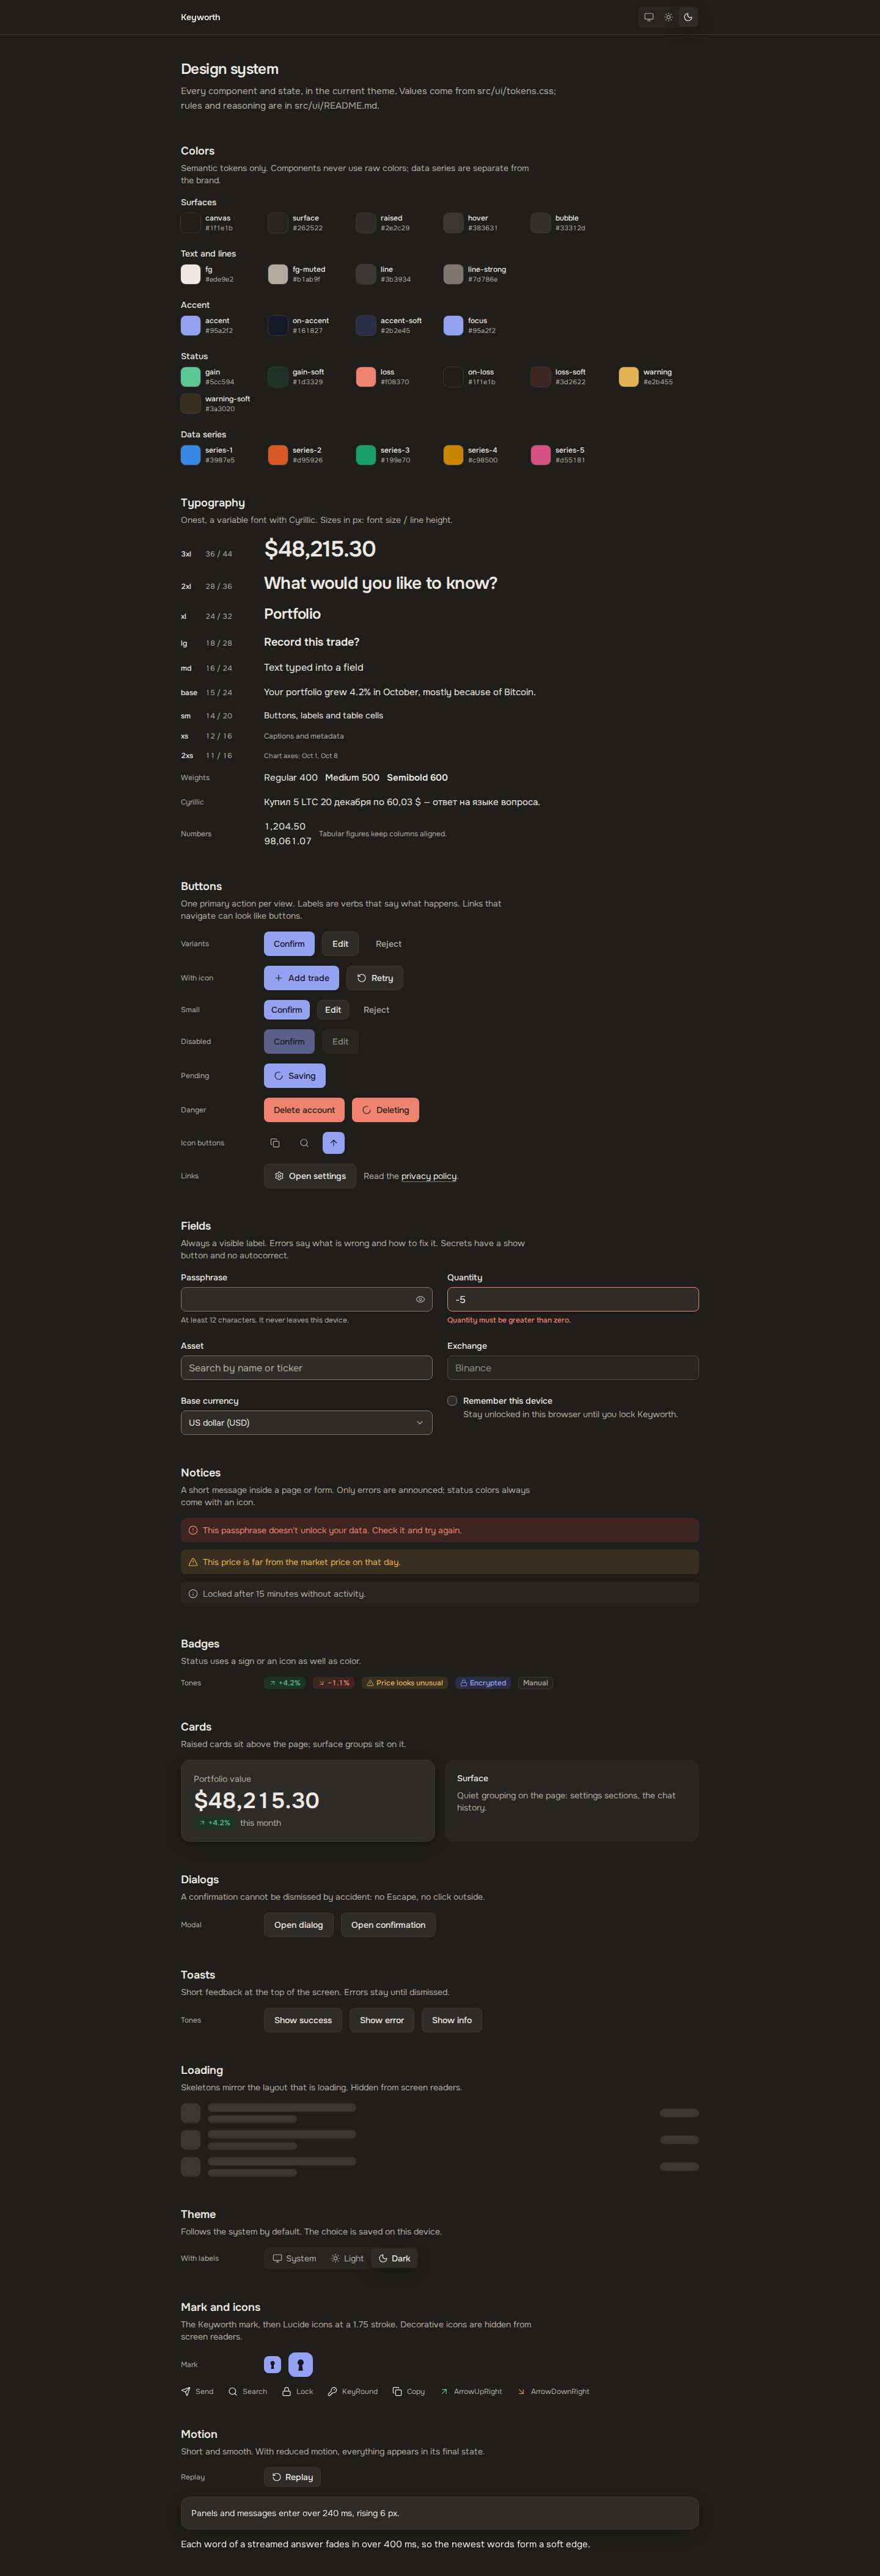 Keyworth
Design system
Every component and state, in the current theme. Values come from src/ui/tokens.css;
rules and reasoning are in src/ui/README.md.
Colors
Semantic tokens only. Components never use raw colors; data series are separate from
the brand.
Surfaces
canvas
#1f1e1b
surface
#262522
raised
#2e2c29
hover
#383631
bubble
#33312d
Text and lines
fg
#ede9e2
fg-muted
#b1ab9f
line
#3b3934
line-strong
#7d786e
Accent
accent
#95a2f2
on-accent
#161827
accent-soft
#2b2e45
focus
#95a2f2
Status
gain
#5cc594
gain-soft
#1d3329
loss
#f08370
on-loss
#1f1e1b
loss-soft
#3d2622
warning
#e2b455
warning-soft
#3a3020
Data series
series-1
#3987e5
series-2
#d95926
series-3
#199e70
series-4
#c98500
series-5
#d55181
Typography
Onest, a variable font with Cyrillic. Sizes in px: font size / line height.
3xl 36 / 44 $48,215.30
2xl 28 / 36 What would you like to know?
xl 24 / 32 Portfolio
lg 18 / 28 Record this trade?
md 16 / 24 Text typed into a field
base 15 / 24 Your portfolio grew 4.2% in October, mostly because of Bitcoin.
sm 14 / 20 Buttons, labels and table cells
xs 12 / 16 Captions and metadata
2xs 11 / 16 Chart axes: Oct 1, Oct 8
Weights Regular 400 Medium 500 Semibold 600
Cyrillic Купил 5 LTC 20 декабря по 60,03 $ — ответ на языке вопроса.
Numbers 1,204.50
98,061.07 Tabular figures keep columns aligned.
Buttons
One primary action per view. Labels are verbs that say what happens. Links that
navigate can look like buttons.
Variants Confirm Edit Reject
With icon Add trade Retry
Small Confirm Edit Reject
Disabled Confirm Edit
Pending Saving
Danger Delete account Deleting
Icon buttons
Links Open settings Read the privacy policy.
Fields
Always a visible label. Errors say what is wrong and how to fix it. Secrets have a show
button and no autocorrect.
Passphrase
At least 12 characters. It never leaves this device.
Quantity
-5
Quantity must be greater than zero.
Asset
Search by name or ticker
Exchange
Binance
Base currency
US dollar (USD)
Remember this device
Stay unlocked in this browser until you lock Keyworth.
Notices
A short message inside a page or form. Only errors are announced; status colors always
come with an icon.
This passphrase doesn't unlock your data. Check it and try again.
This price is far from the market price on that day.
Locked after 15 minutes without activity.
Badges
Status uses a sign or an icon as well as color.
Tones +4.2% −1.1% Price looks unusual Encrypted Manual
Cards
Raised cards sit above the page; surface groups sit on it.
Portfolio value
$48,215.30
+4.2% this month
Surface
Quiet grouping on the page: settings sections, the chat
history.
Dialogs
A confirmation cannot be dismissed by accident: no Escape, no click outside.
Modal Open dialog Open confirmation
Toasts
Short feedback at the top of the screen. Errors stay until dismissed.
Tones Show success Show error Show info
Loading
Skeletons mirror the layout that is loading. Hidden from screen readers.
Theme
Follows the system by default. The choice is saved on this device.
With labels System Light Dark
Mark and icons
The Keyworth mark, then Lucide icons at a 1.75 stroke. Decorative icons are hidden from
screen readers.
Mark
Send Search Lock KeyRound Copy ArrowUpRight ArrowDownRight
Motion
Short and smooth. With reduced motion, everything appears in its final state.
Replay Replay
Panels and messages enter over 240 ms, rising 6 px.
Each word of a streamed answer fades in over 400 ms, so the newest words form a soft edge.